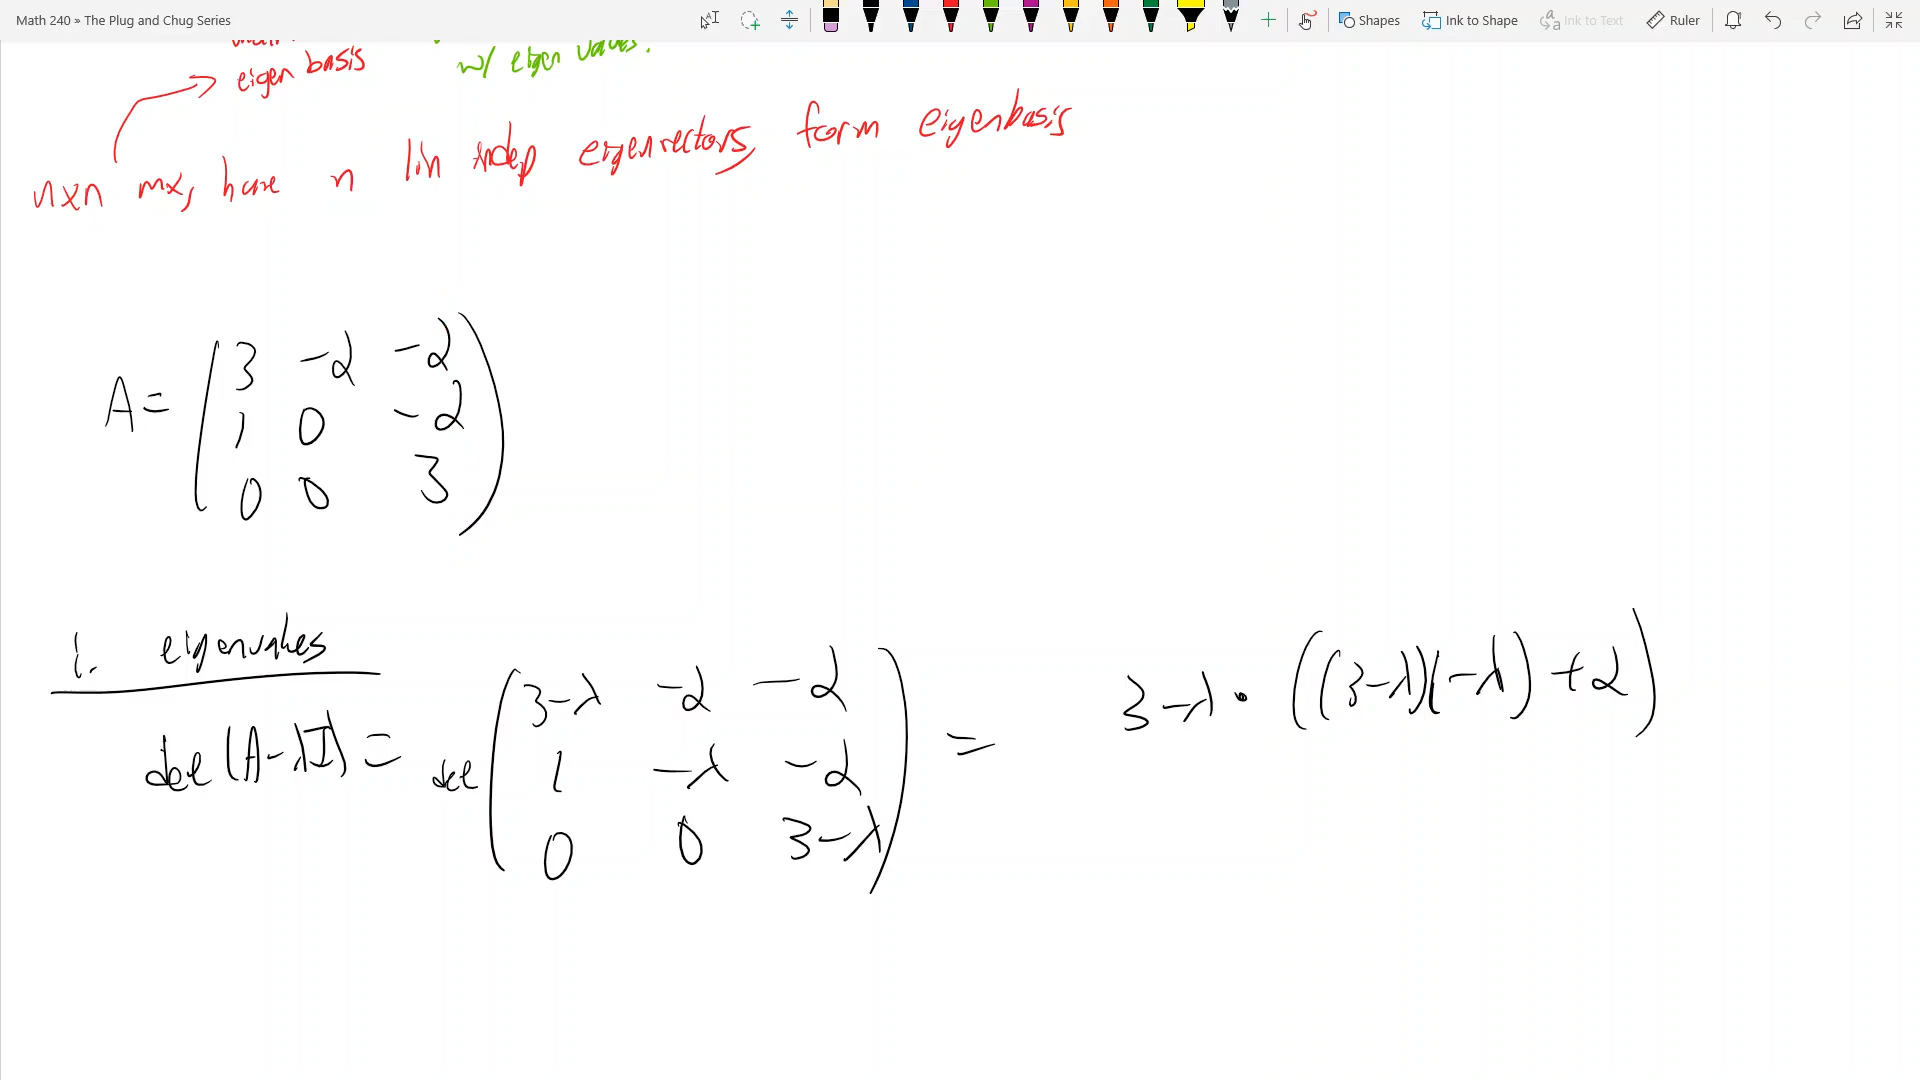 Math 240 » The Plug and Chug Series
Shapes Ink to Shape Ink to Text Ruler
eigen basis
w/ eigen values.
nxn mx, have n lin indep eigenvectors, form eigenbasis
A = ( 3 -2 -2
1 0 -2
0 0 3 )
1. eigenvalues
det(A-λI) = det ( 3-λ -2 -2
1 -λ -2
0 0 3-λ ) = 3-λ • ((3-λ)(-λ)+2)